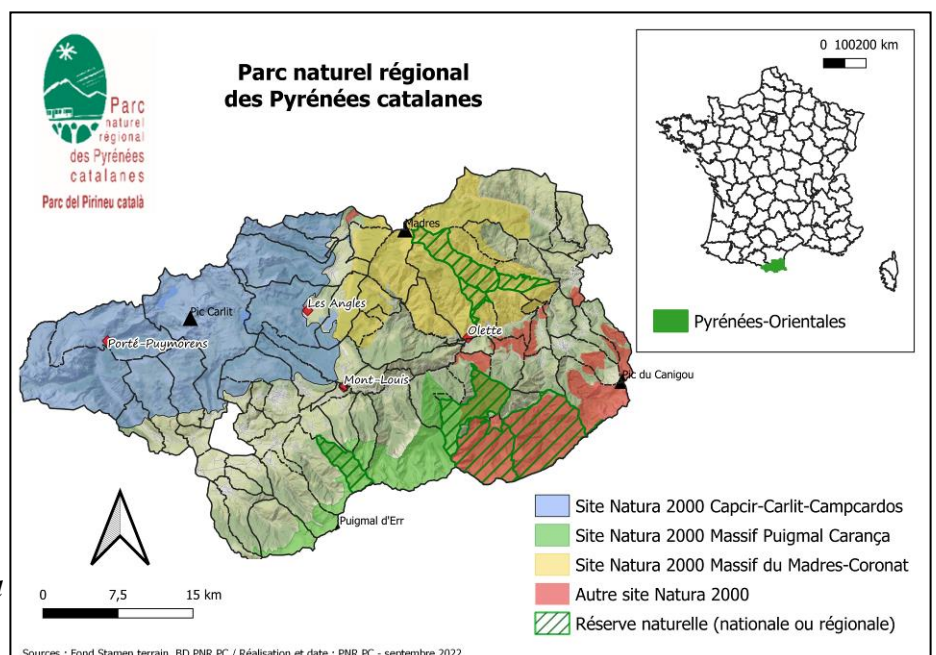 Parc
naturel
régional
des Pyrénées
catalanes
Parc del Pirineu català
Parc naturel régional
des Pyrénées catalanes
0 100200 km
Pyrénées-Orientales
Madres
Les Angles
Pic Carlit
Olette
Porté-Puymorens
Pic du Canigou
Mont-Louis
Puigmal d'Err
Site Natura 2000 Capcir-Carlit-Campcardos
Site Natura 2000 Massif Puigmal Carança
Site Natura 2000 Massif du Madres-Coronat
Autre site Natura 2000
Réserve naturelle (nationale ou régionale)
0 7,5 15 km
Sources : Fond Stamen terrain, BD PNR PC / Réalisation et date : PNR PC - septembre 2022